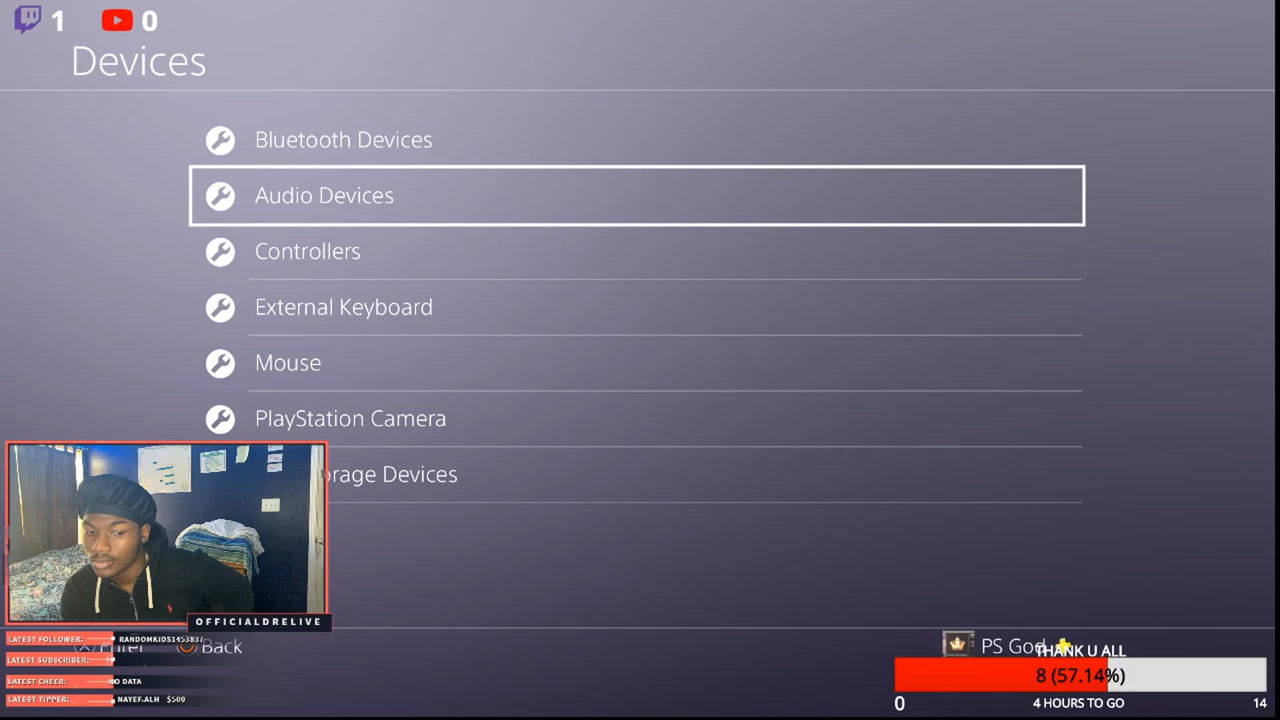 1 0
Devices
Bluetooth Devices
Audio Devices
Controllers
External Keyboard
Mouse
PlayStation Camera
orage Devices
OFFICIALDRELIVE
LATEST FOLLOWER: RANDOMKIDS1453837
Enter Back
LATEST SUBSCRIBER:
LATEST CHEER: NO DATA
LATEST TIPPER: NAYEF.ALH $500
PS God
THANK U ALL
8 (57.14%)
0 4 HOURS TO GO 14